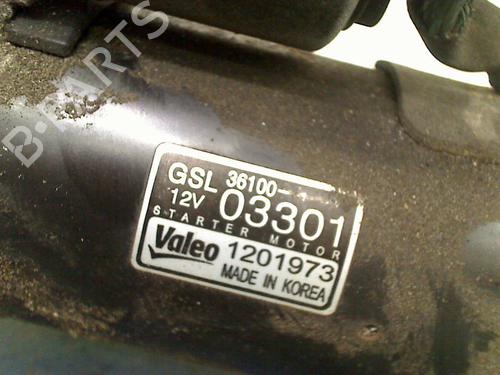 B-PARTS
GSL 36100-
12V 03301
STARTER MOTOR
Valeo 1201973
MADE IN KOREA